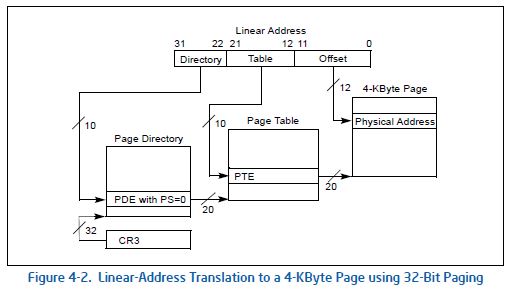 Linear Address
31 22 21 12 11 0
Directory Table Offset
12 4-KByte Page
10 10 Page Table Physical Address
Page Directory
PTE
PDE with PS=0 20 20
32
CR3
Figure 4-2. Linear-Address Translation to a 4-KByte Page using 32-Bit Paging